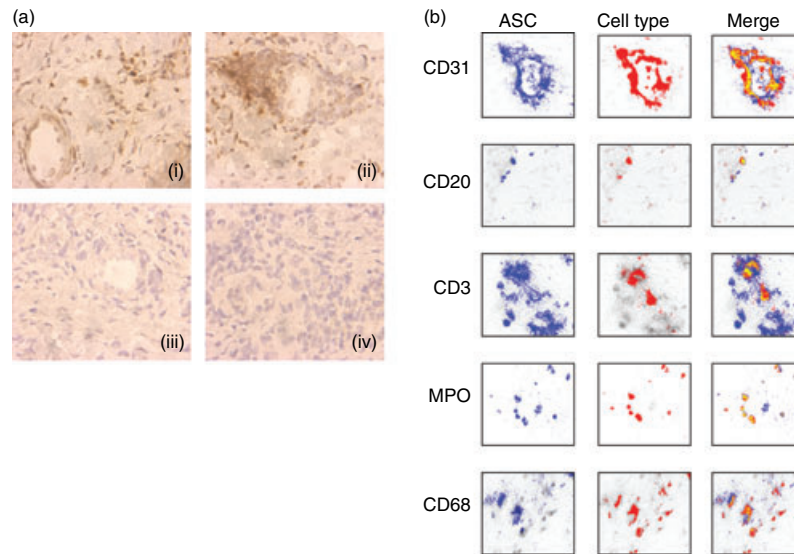 (a)
(i)
(ii)
(iii)
(iv)
(b)
ASC Cell type Merge
CD31
CD20
CD3
MPO
CD68